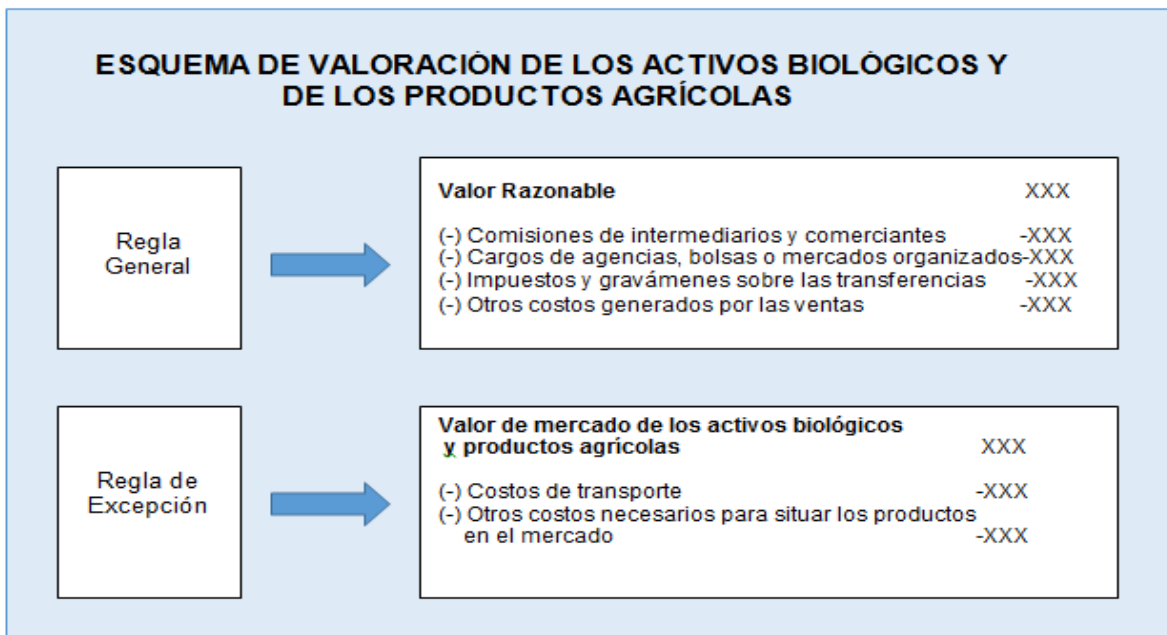 ESQUEMA DE VALORACIÓN DE LOS ACTIVOS BIOLÓGICOS Y
DE LOS PRODUCTOS AGRÍCOLAS
Regla
General
Valor Razonable XXX
(-) Comisiones de intermediarios y comerciantes -XXX
(-) Cargos de agencias, bolsas o mercados organizados-XXX
(-) Impuestos y gravámenes sobre las transferencias -XXX
(-) Otros costos generados por las ventas -XXX
Regla de
Excepción
Valor de mercado de los activos biológicos
y productos agrícolas XXX
(-) Costos de transporte -XXX
(-) Otros costos necesarios para situar los productos
en el mercado -XXX